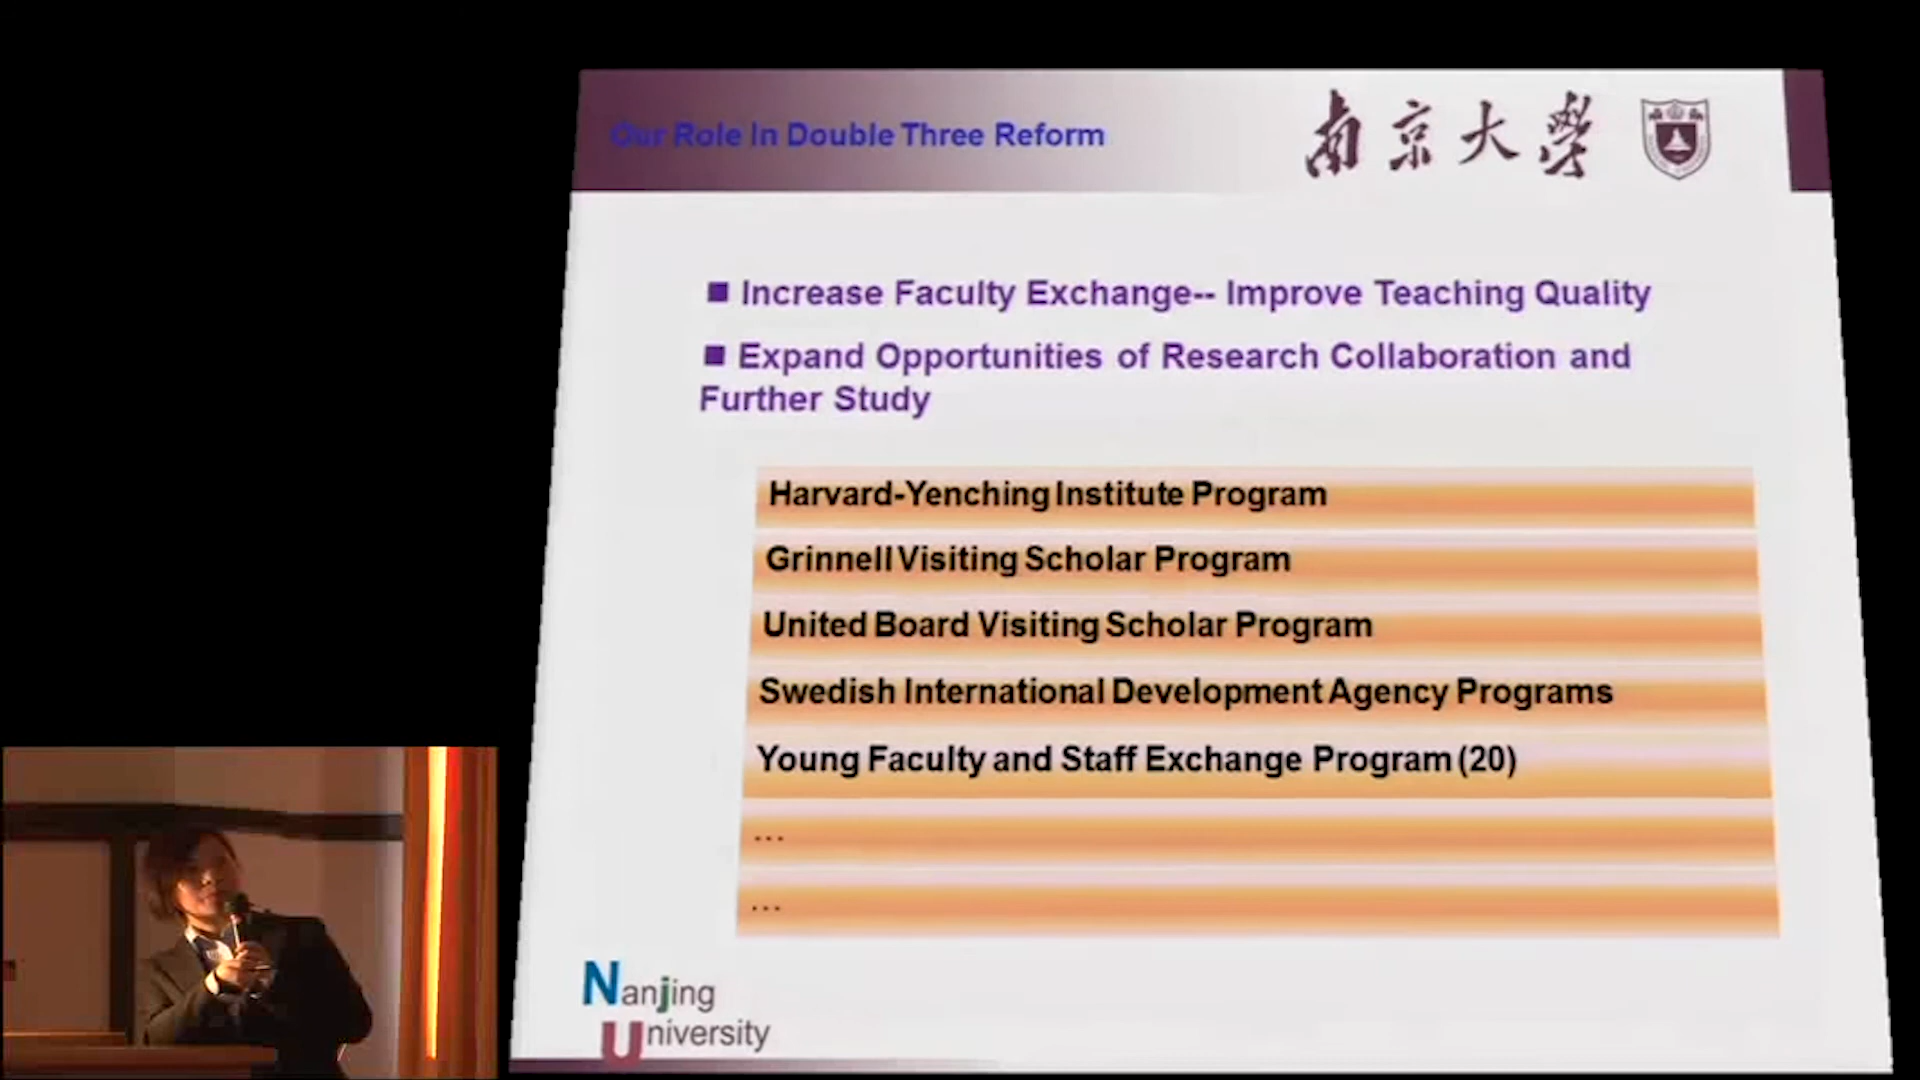 Our Role In Double Three Reform
南京大學
■ Increase Faculty Exchange-- Improve Teaching Quality
■ Expand Opportunities of Research Collaboration and
Further Study
Harvard-Yenching Institute Program
Grinnell Visiting Scholar Program
United Board Visiting Scholar Program
Swedish International Development Agency Programs
Young Faculty and Staff Exchange Program (20)
...
...
Nanjing
University